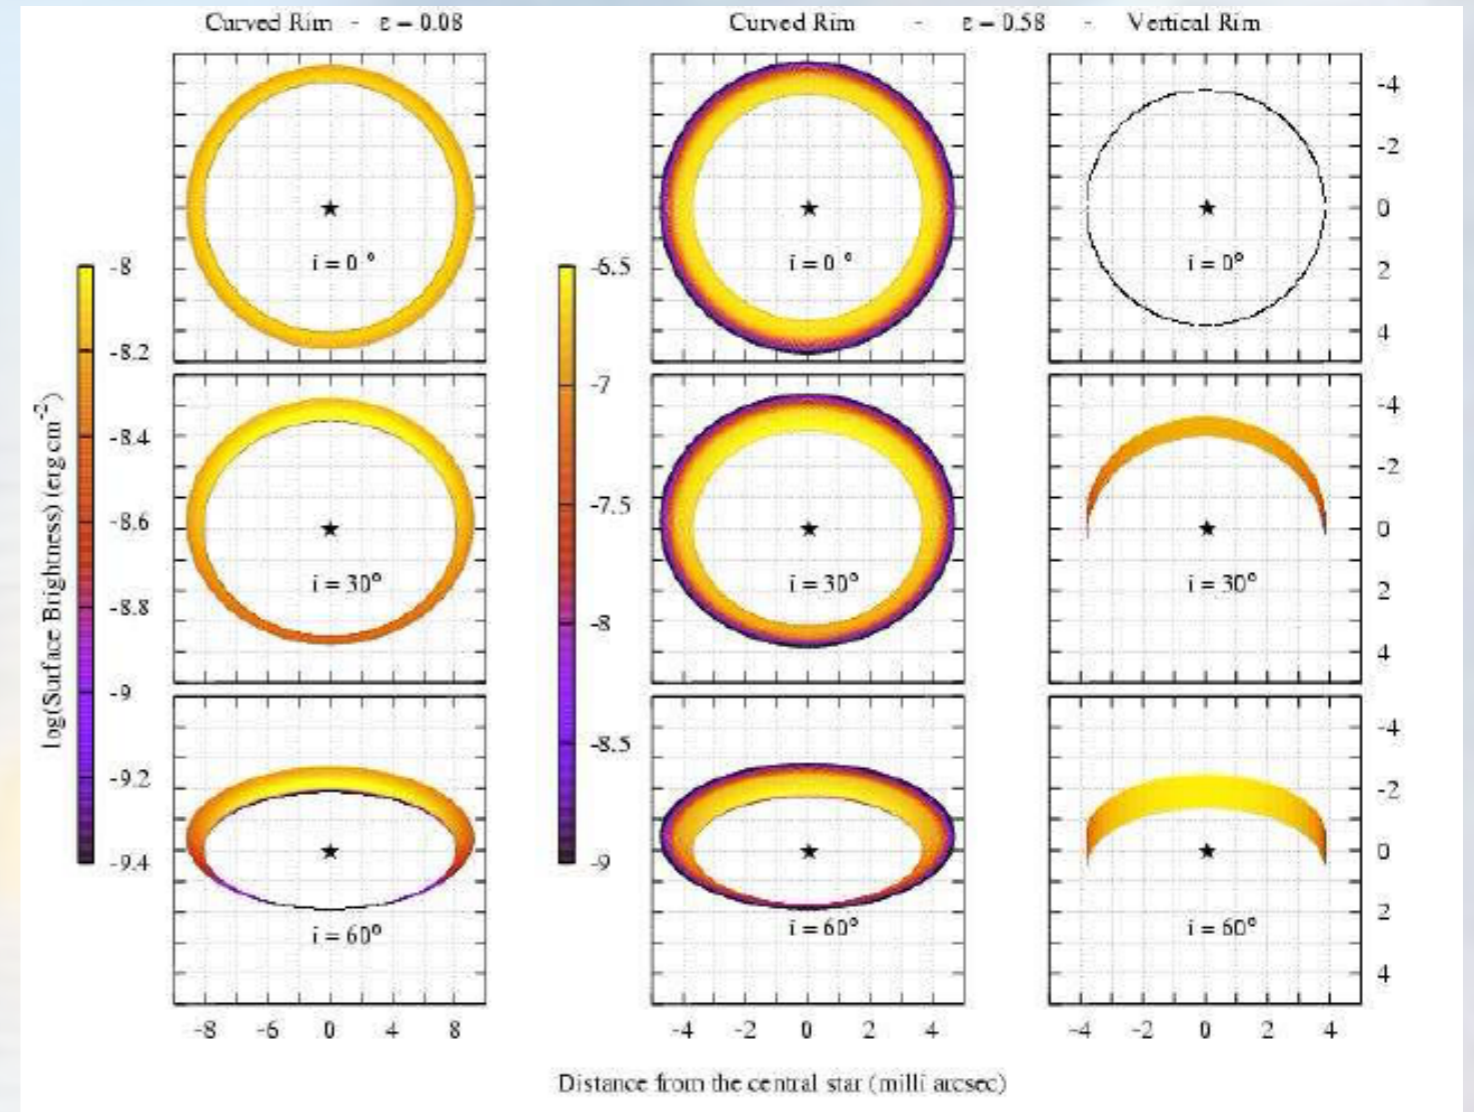 Curved Rim - ε = 0.08
Curved Rim - ε = 0.58 - Vertical Rim
-4
-2
0
2
4
i = 0 °
i = 0 °
i = 0°
-8
-8.2
-8.4
-8.6
-8.8
-9
-9.2
-9.4
log(Surface Brightness) (erg cm-2)
-6.5
-7
-7.5
-8
-8.5
-9
-4
-2
0
2
4
i = 30°
i = 30°
i = 30°
-4
-2
0
2
4
i = 60°
i = 60°
i = 60°
-8 -6 0 4 8
-4 -2 0 2 4
-4 -2 0 2 4
Distance from the central star (milli arcsec)